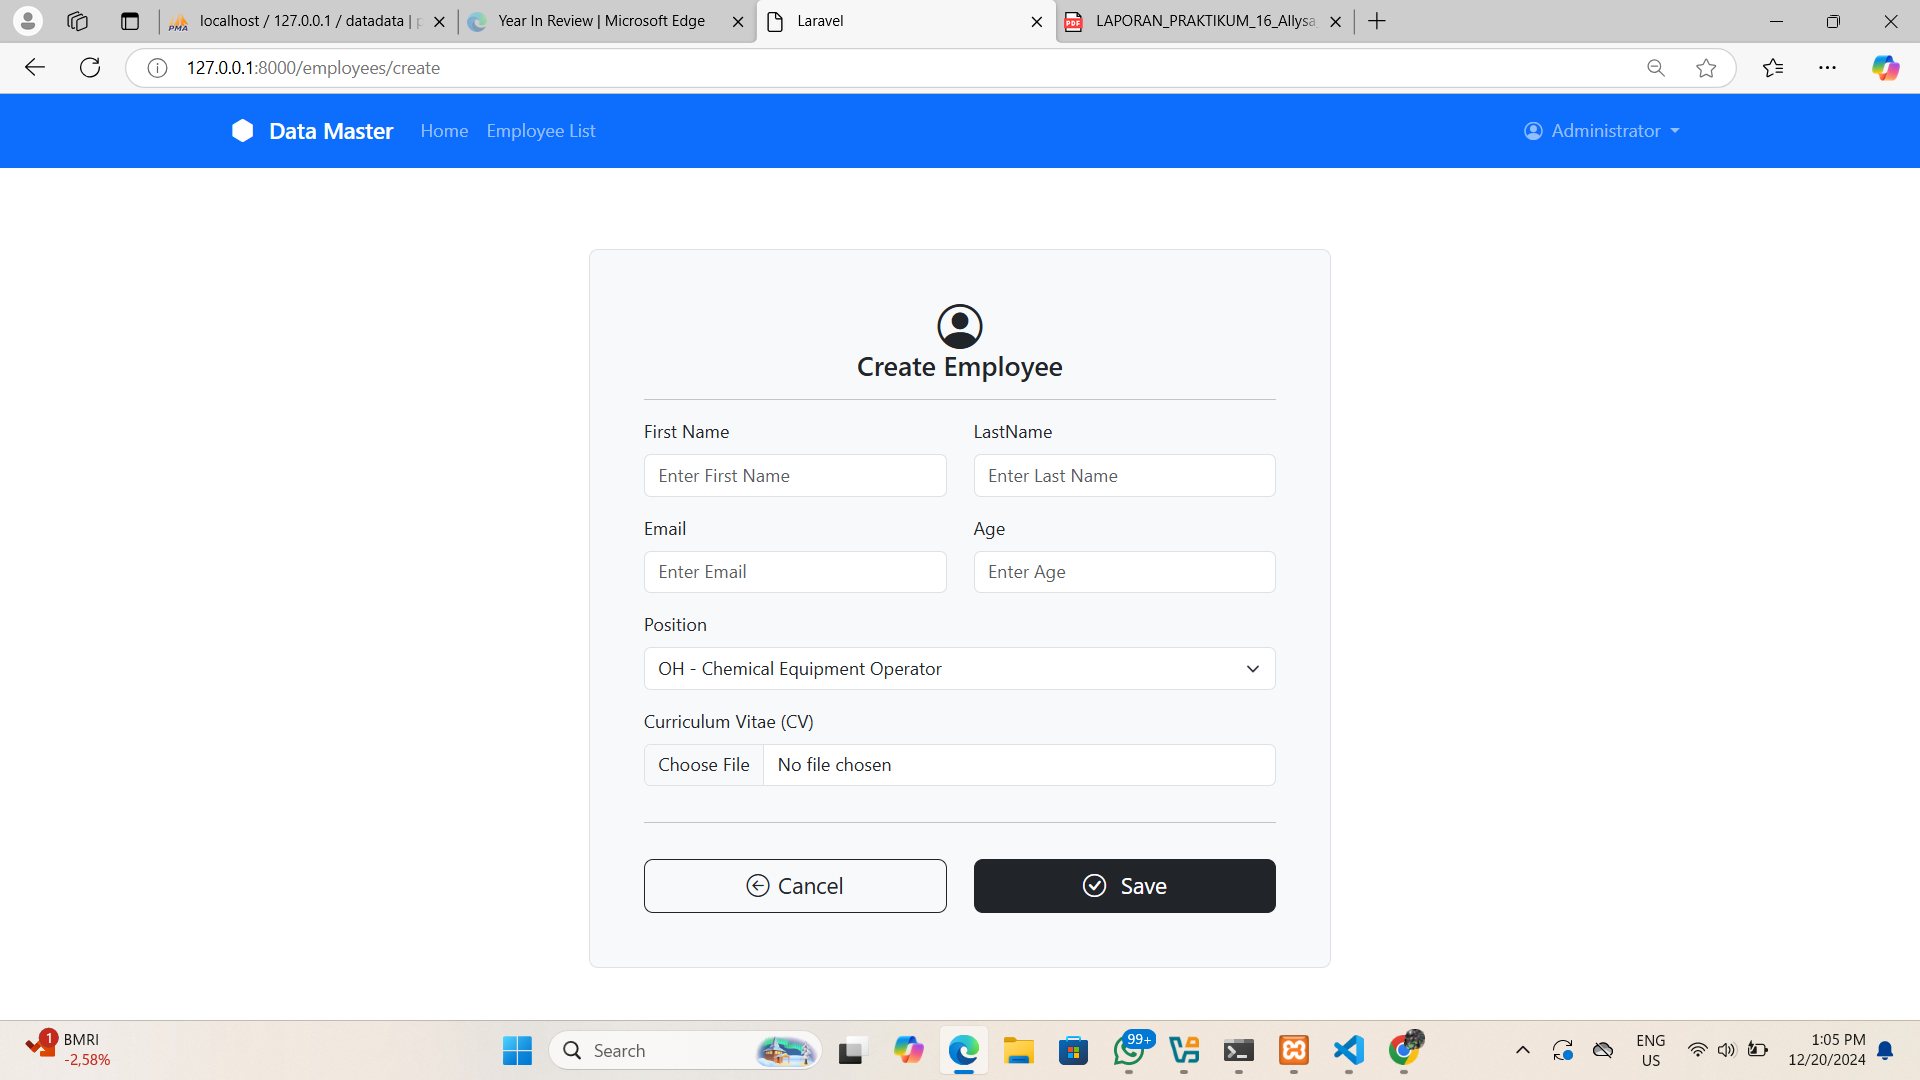 localhost / 127.0.0.1 / datadata |
Year In Review | Microsoft Edge
Laravel
LAPORAN_PRAKTIKUM_16_Allysa
127.0.0.1:8000/employees/create
Data Master
Home
Employee List
Administrator
Create Employee
First Name
LastName
Enter First Name
Enter Last Name
Email
Age
Enter Email
Enter Age
Position
OH - Chemical Equipment Operator
Curriculum Vitae (CV)
Choose File
No file chosen
Cancel
Save
1
BMRI
-2,58%
Search
99+
ENG
US
1:05 PM
12/20/2024